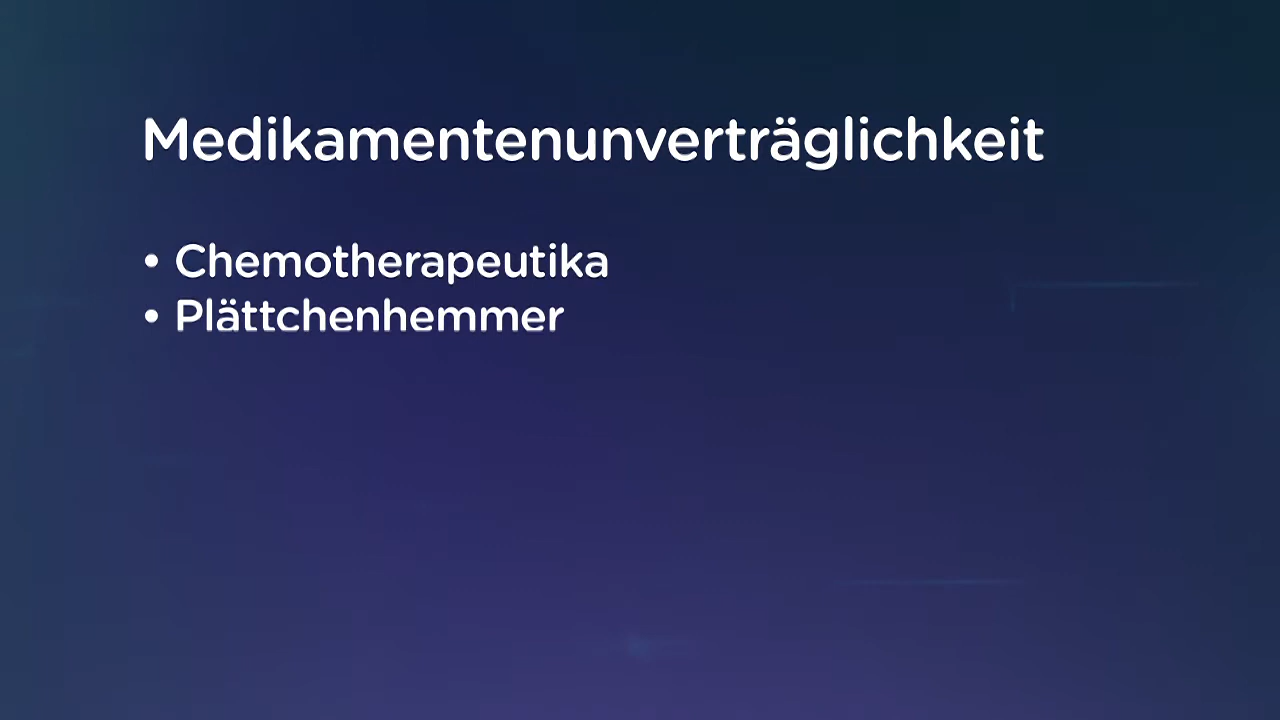 Medikamentenunverträglichkeit
• Chemotherapeutika
• Plättchenhemmer